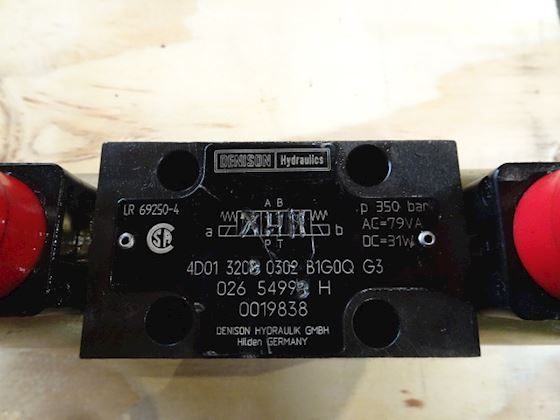 DENISON Hydraulics
LR 69250-4
A B
p 350 bar
AC=79VA
a b
DC=31W
P T
4D01 3208 0302 B1G0Q G3
026 H
0019838
DENISON HYDRAULIK GMBH
Hilden GERMANY